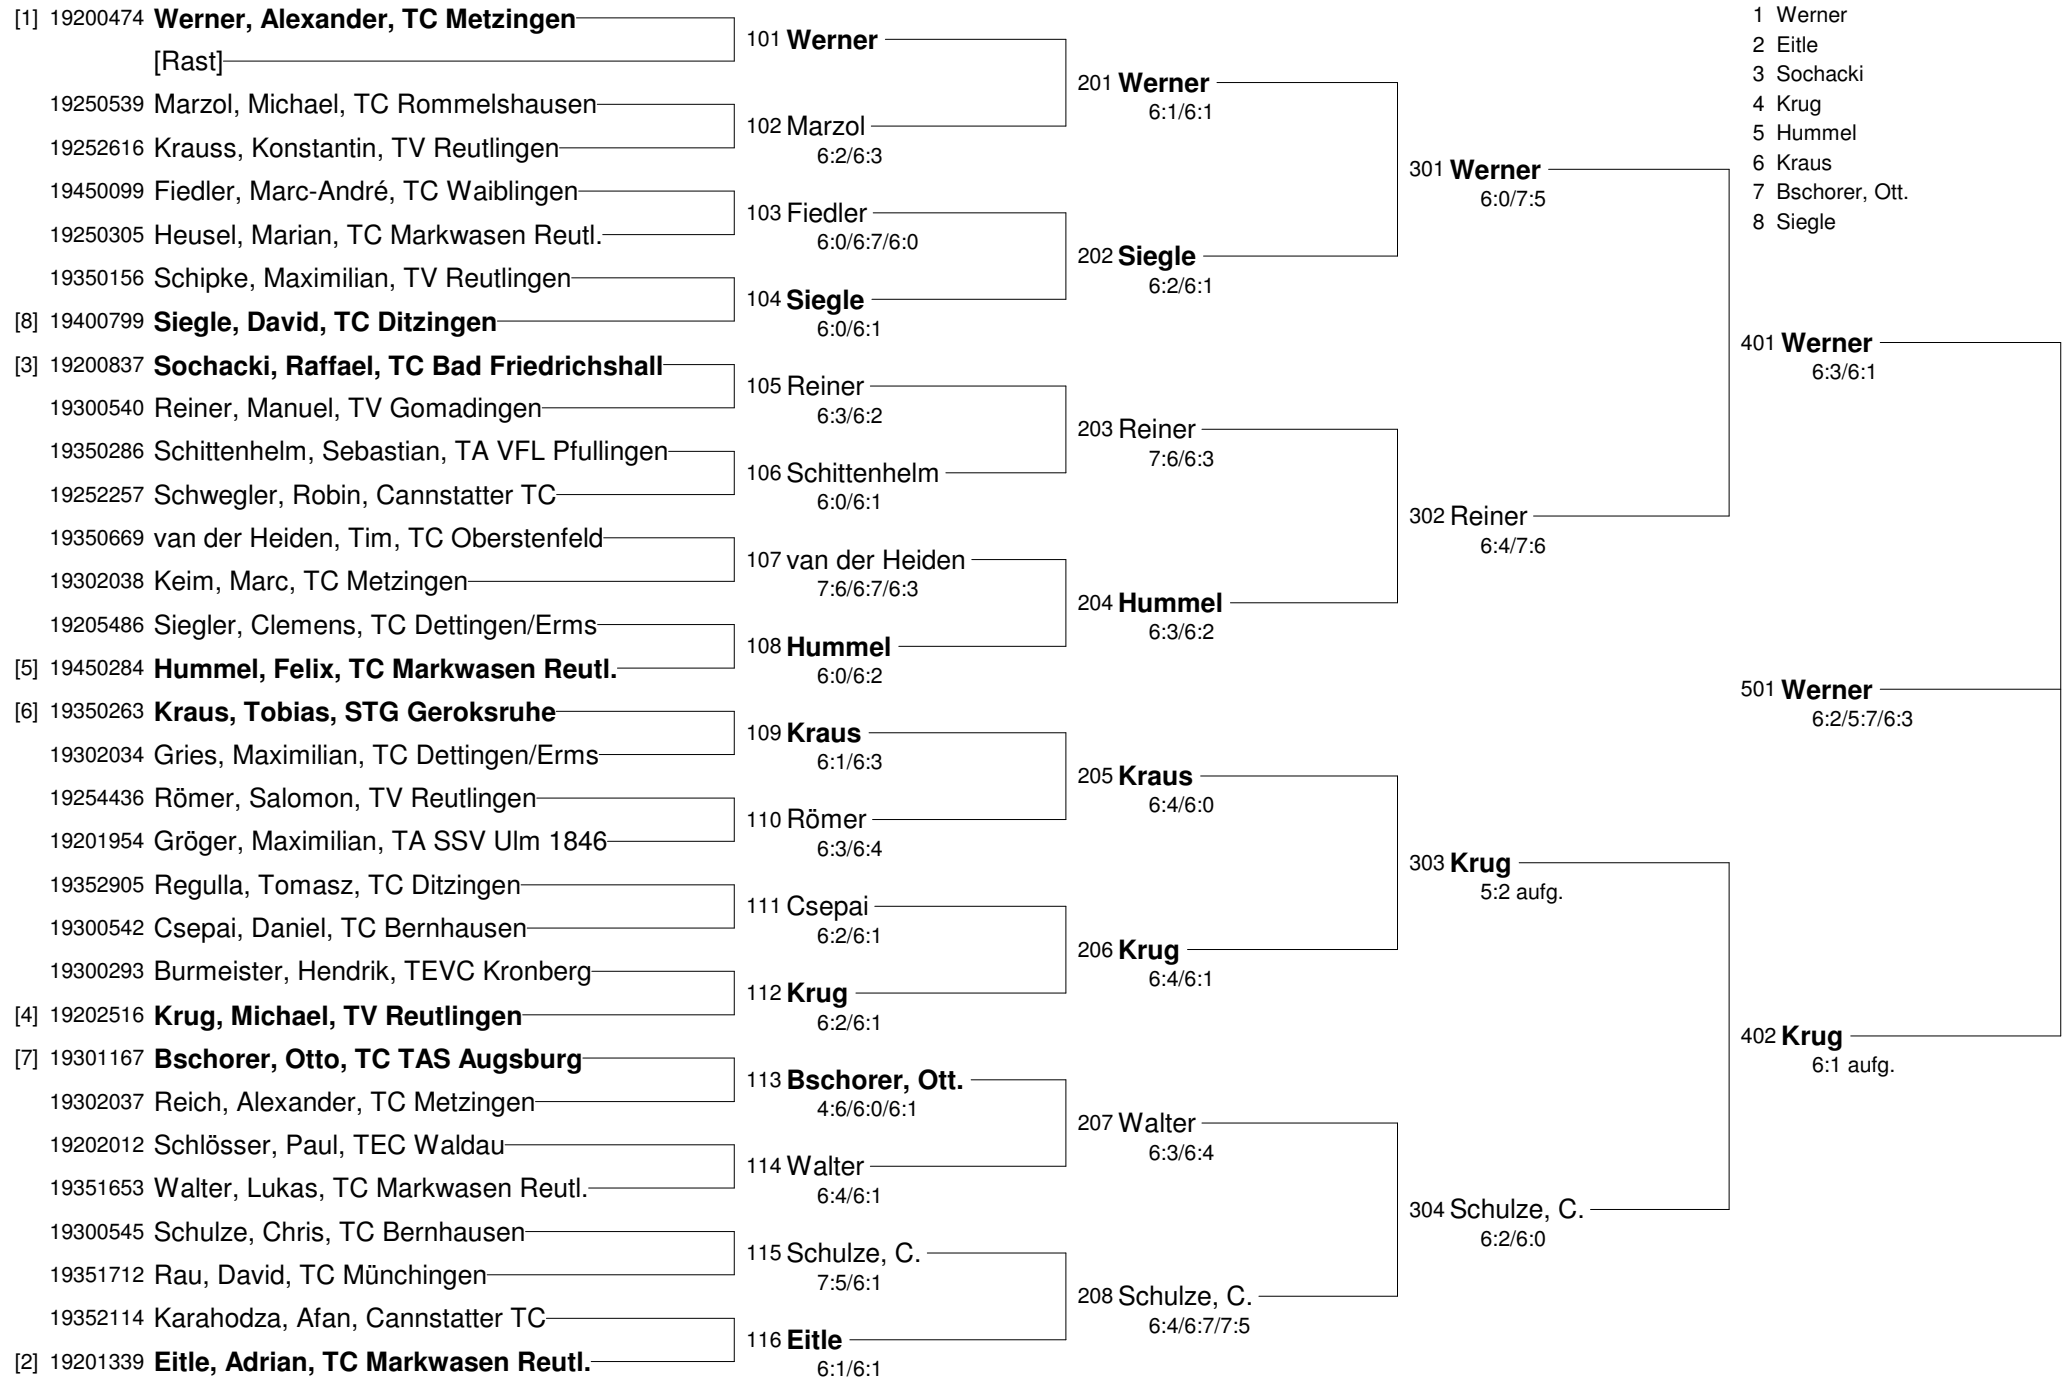 [1] 19200474 Werner, Alexander, TC Metzingen
[Rast]
19250539 Marzol, Michael, TC Rommelshausen
19252616 Krauss, Konstantin, TV Reutlingen
19450099 Fiedler, Marc-André, TC Waiblingen
19250305 Heusel, Marian, TC Markwasen Reutl.
19350156 Schipke, Maximilian, TV Reutlingen
[8] 19400799 Siegle, David, TC Ditzingen
[3] 19200837 Sochacki, Raffael, TC Bad Friedrichshall
19300540 Reiner, Manuel, TV Gomadingen
19350286 Schittenhelm, Sebastian, TA VFL Pfullingen
19252257 Schwegler, Robin, Cannstatter TC
19350669 van der Heiden, Tim, TC Oberstenfeld
19302038 Keim, Marc, TC Metzingen
19205486 Siegler, Clemens, TC Dettingen/Erms
[5] 19450284 Hummel, Felix, TC Markwasen Reutl.
[6] 19350263 Kraus, Tobias, STG Geroksruhe
19302034 Gries, Maximilian, TC Dettingen/Erms
19254436 Römer, Salomon, TV Reutlingen
19201954 Gröger, Maximilian, TA SSV Ulm 1846
19352905 Regulla, Tomasz, TC Ditzingen
19300542 Csepai, Daniel, TC Bernhausen
19300293 Burmeister, Hendrik, TEVC Kronberg
[4] 19202516 Krug, Michael, TV Reutlingen
[7] 19301167 Bschorer, Otto, TC TAS Augsburg
19302037 Reich, Alexander, TC Metzingen
19202012 Schlösser, Paul, TEC Waldau
19351653 Walter, Lukas, TC Markwasen Reutl.
19300545 Schulze, Chris, TC Bernhausen
19351712 Rau, David, TC Münchingen
19352114 Karahodza, Afan, Cannstatter TC
[2] 19201339 Eitle, Adrian, TC Markwasen Reutl.
101 Werner
102 Marzol
6:2/6:3
103 Fiedler
6:0/6:7/6:0
104 Siegle
6:0/6:1
105 Reiner
6:3/6:2
106 Schittenhelm
6:0/6:1
107 van der Heiden
7:6/6:7/6:3
108 Hummel
6:0/6:2
109 Kraus
6:1/6:3
110 Römer
6:3/6:4
111 Csepai
6:2/6:1
112 Krug
6:2/6:1
113 Bschorer, Ott.
4:6/6:0/6:1
114 Walter
6:4/6:1
115 Schulze, C.
7:5/6:1
116 Eitle
6:1/6:1
201 Werner
6:1/6:1
202 Siegle
6:2/6:1
203 Reiner
7:6/6:3
204 Hummel
6:3/6:2
205 Kraus
6:4/6:0
206 Krug
6:4/6:1
207 Walter
6:3/6:4
208 Schulze, C.
6:4/6:7/7:5
301 Werner
6:0/7:5
302 Reiner
6:4/7:6
303 Krug
5:2 aufg.
304 Schulze, C.
6:2/6:0
401 Werner
6:3/6:1
501 Werner
6:2/5:7/6:3
402 Krug
6:1 aufg.
1 Werner
2 Eitle
3 Sochacki
4 Krug
5 Hummel
6 Kraus
7 Bschorer, Ott.
8 Siegle